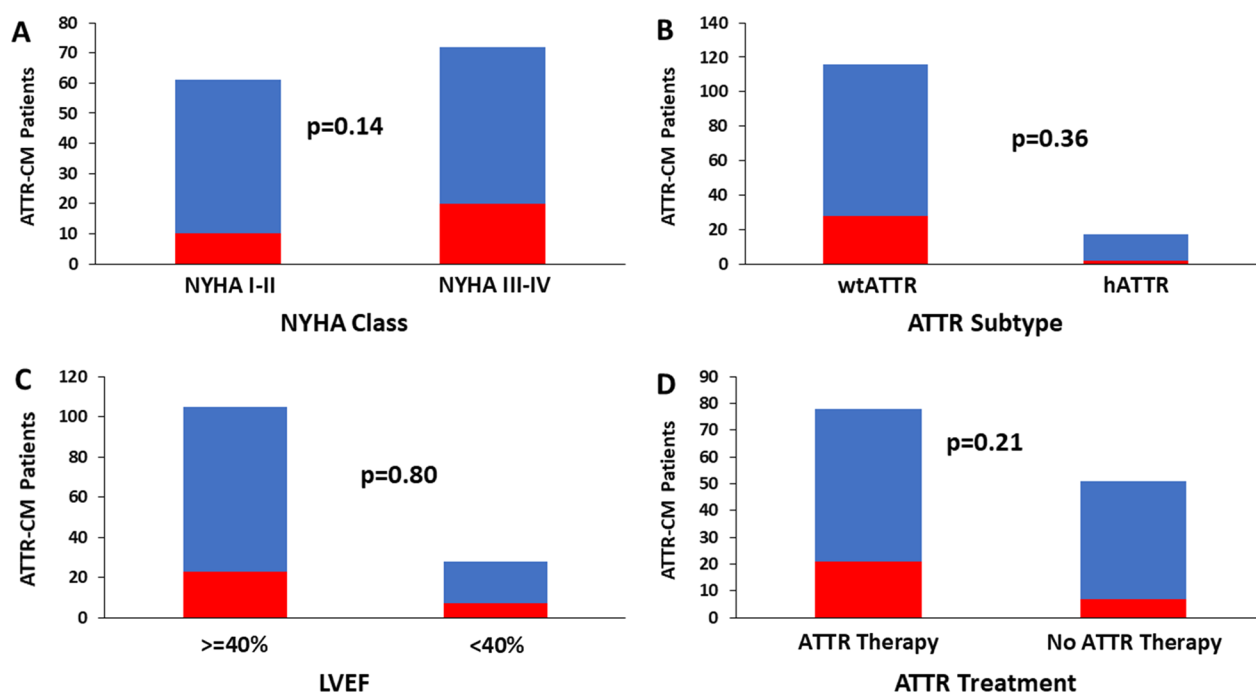 A
ATTR-CM Patients
80
70
60
50
40
30
20
10
0
p=0.14
NYHA I-II
NYHA III-IV
NYHA Class
B
ATTR-CM Patients
140
120
100
80
60
40
20
0
p=0.36
wtATTR
hATTR
ATTR Subtype
C
ATTR-CM Patients
120
100
80
60
40
20
0
p=0.80
>=40%
<40%
LVEF
D
ATTR-CM Patients
90
80
70
60
50
40
30
20
10
0
p=0.21
ATTR Therapy
No ATTR Therapy
ATTR Treatment